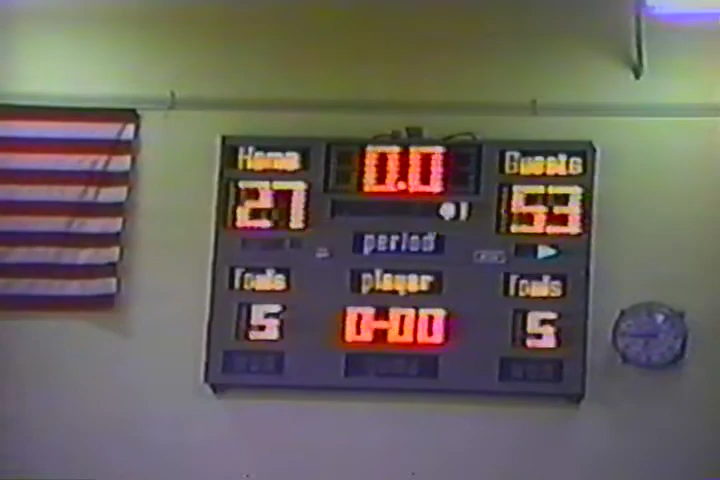 Home 0.0 Guests
27 53
period
fouls player fouls
5 0-00 5